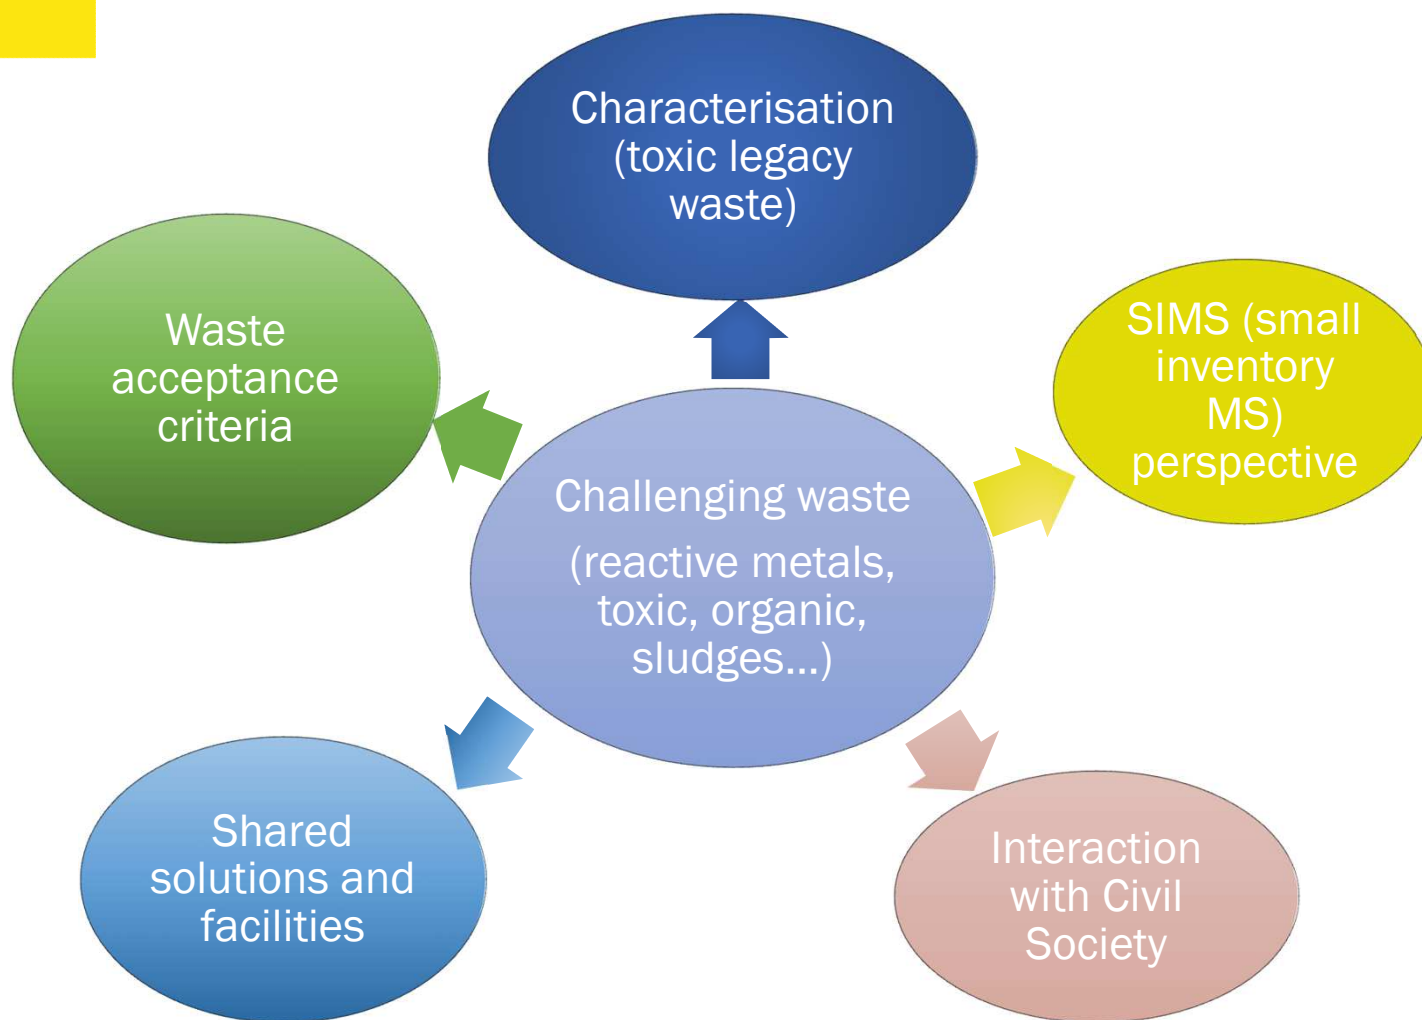 Characterisation
(toxic legacy
waste)
Waste
acceptance
criteria
SIMS (small
inventory
MS)
perspective
Challenging waste
(reactive metals,
toxic, organic,
sludges...)
Shared
solutions and
facilities
Interaction
with Civil
Society